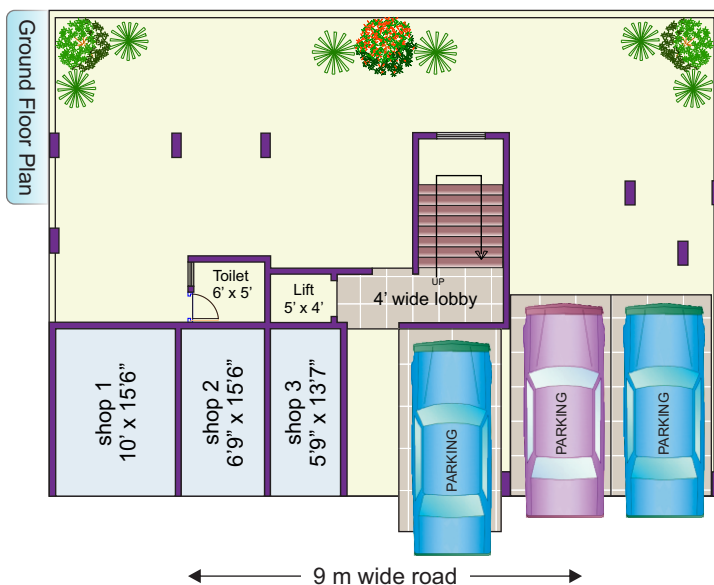 Ground Floor Plan
Toilet
6' x 5'
Lift
5' x 4'
UP
4' wide lobby
shop 1
10' x 15'6"
shop 2
6'9" x 15'6"
shop 3
5'9" x 13'7"
PARKING
PARKING
PARKING
9 m wide road